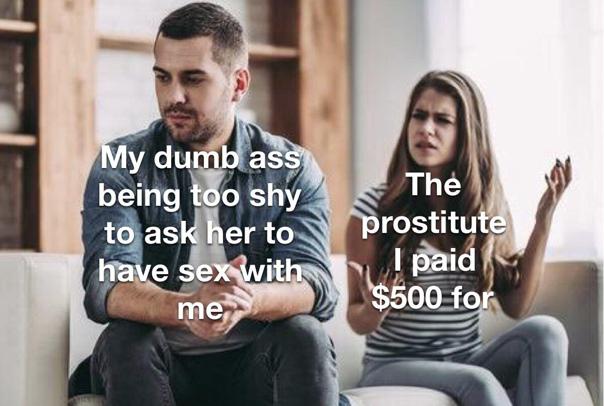 My dumb ass
being too shy
to ask her to
have sex with
me
The
prostitute
I paid
$500 for